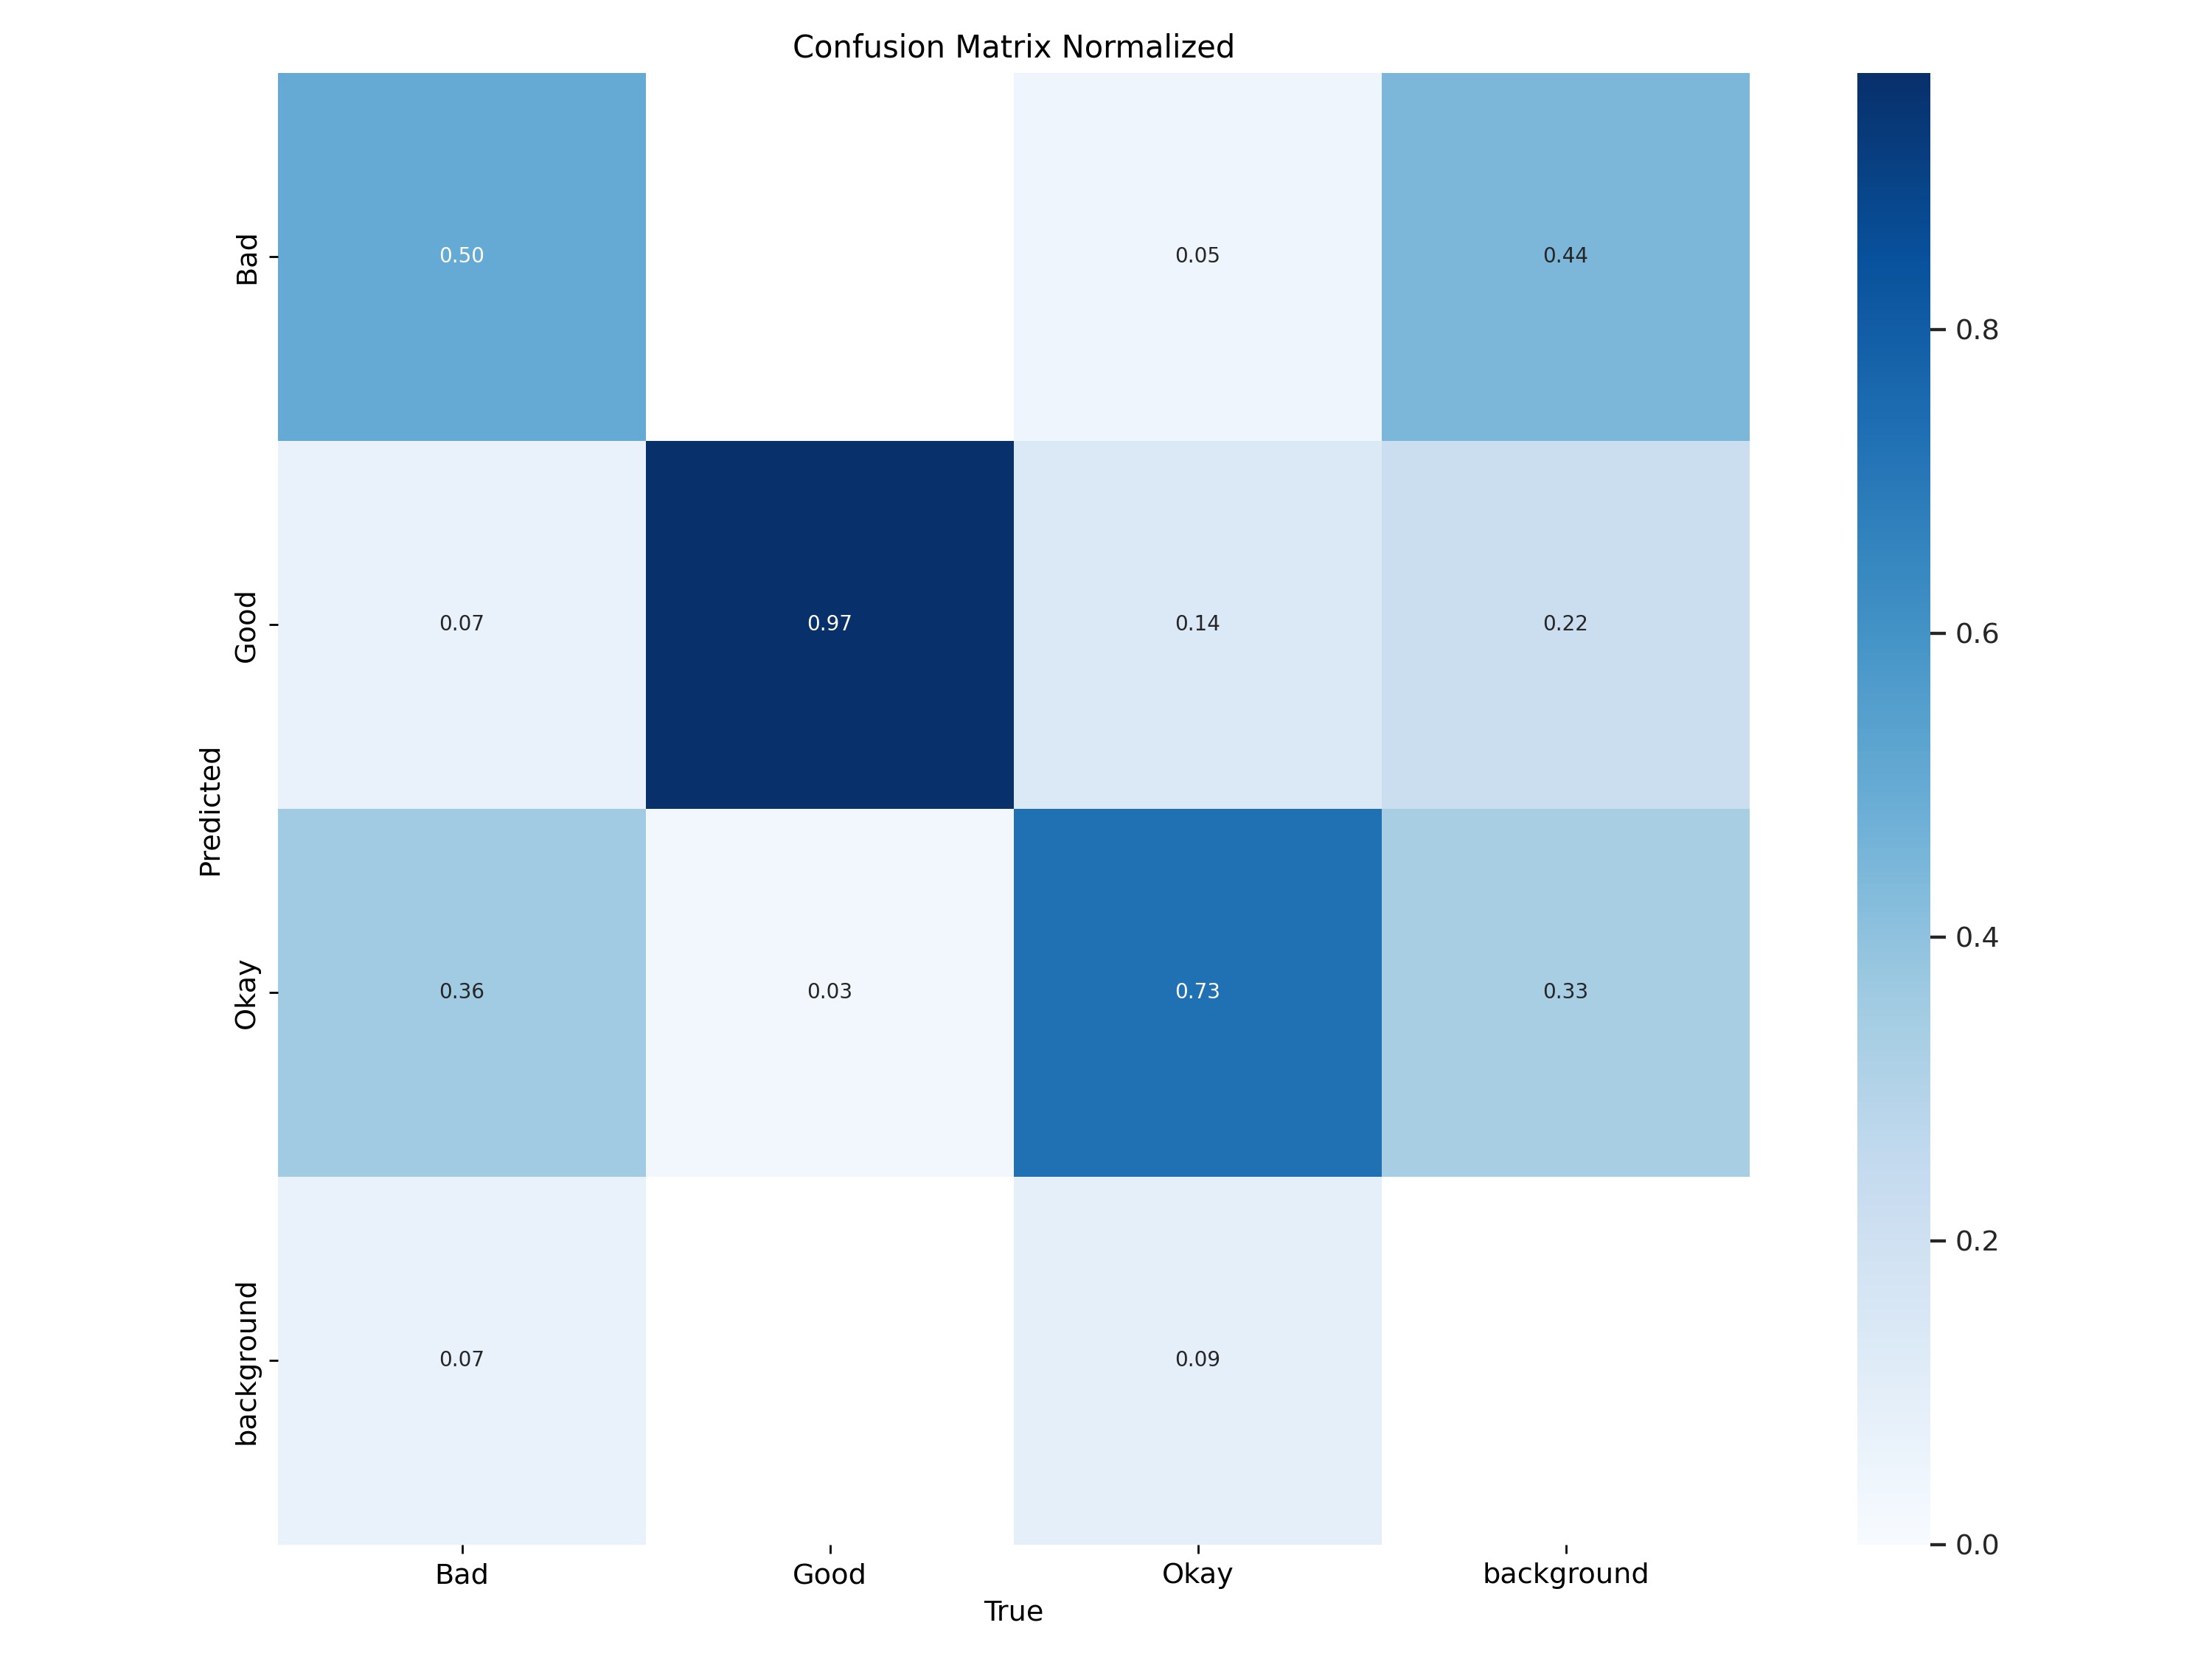 Confusion Matrix Normalized
Predicted
Bad
0.50
0.05
0.44
Good
0.07
0.97
0.14
0.22
Okay
0.36
0.03
0.73
0.33
background
0.07
0.09
Bad
Good
Okay
background
True
0.8
0.6
0.4
0.2
0.0